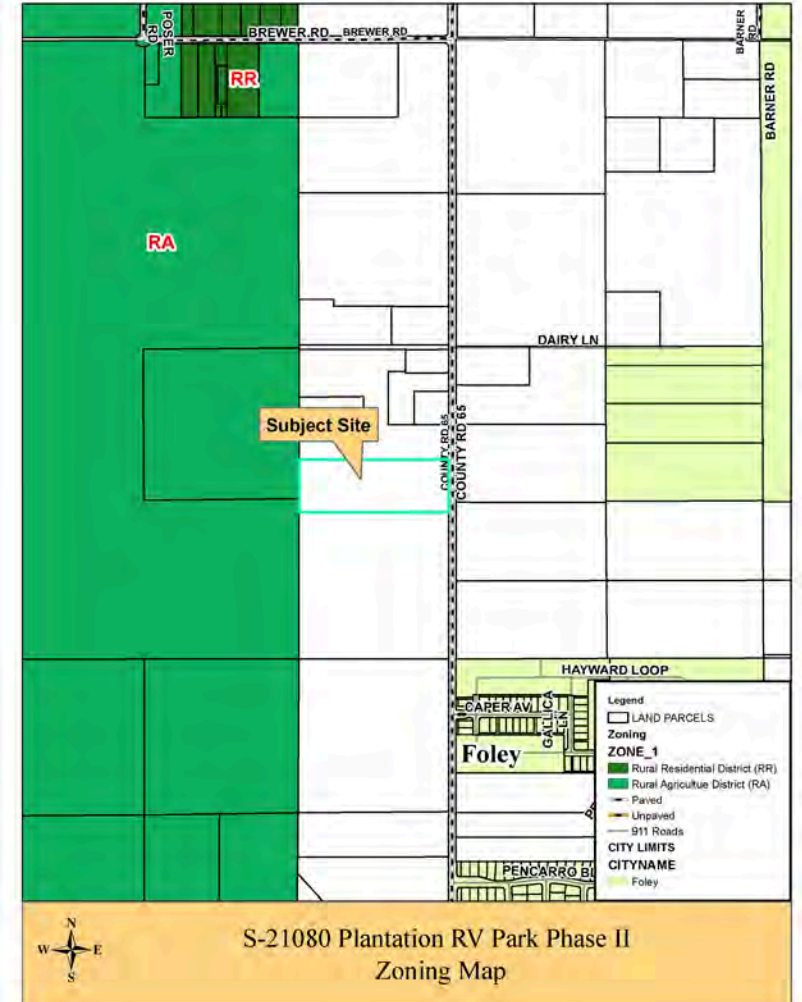 POSER
RD
BREWER RD
BREWER RD
BARNER
RD
BARNER RD
RR
RA
DAIRY LN
Subject Site
COUNTY RD 65
COUNTY RD 65
HAYWARD LOOP
CAPER AV
GALLICA
LN
Foley
PENCARRO BL
Legend
LAND PARCELS
Zoning
ZONE_1
Rural Residential District (RR)
Rural Agricultue District (RA)
Paved
Unpaved
911 Roads
CITY LIMITS
CITYNAME
Foley
N
W E
S
S-21080 Plantation RV Park Phase II
Zoning Map